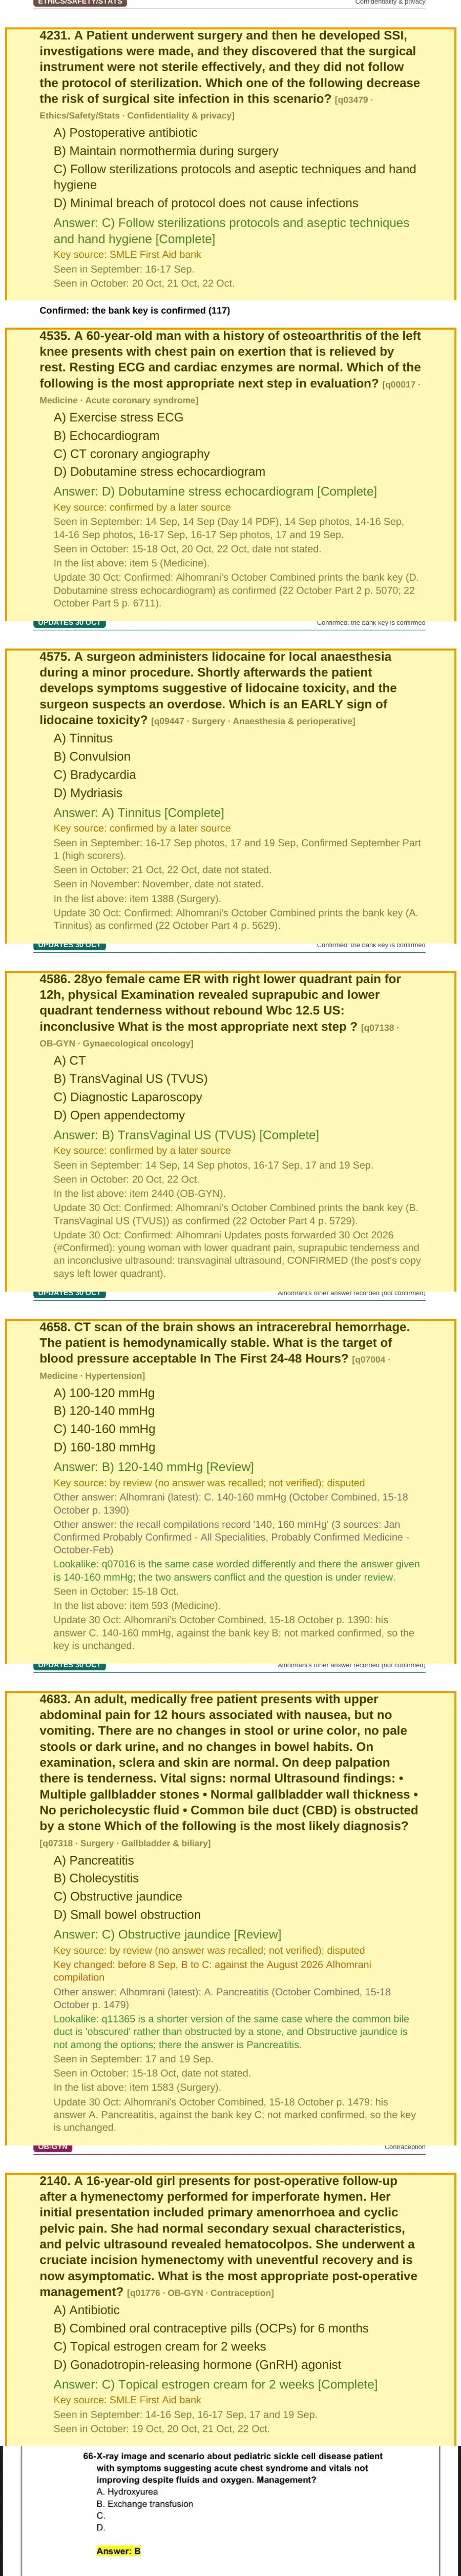 ETHICS/SAFETY/STATS
Confidentiality & privacy
4231. A Patient underwent surgery and then he developed SSI,
investigations were made, and they discovered that the surgical
instrument were not sterile effectively, and they did not follow
the protocol of sterilization. Which one of the following decrease
the risk of surgical site infection in this scenario? [q03479 ·
Ethics/Safety/Stats · Confidentiality & privacy]
A) Postoperative antibiotic
B) Maintain normothermia during surgery
C) Follow sterilizations protocols and aseptic techniques and hand
hygiene
D) Minimal breach of protocol does not cause infections
Answer: C) Follow sterilizations protocols and aseptic techniques
and hand hygiene [Complete]
Key source: SMLE First Aid bank
Seen in September: 16-17 Sep.
Seen in October: 20 Oct, 21 Oct, 22 Oct.
Confirmed: the bank key is confirmed (117)
4535. A 60-year-old man with a history of osteoarthritis of the left
knee presents with chest pain on exertion that is relieved by
rest. Resting ECG and cardiac enzymes are normal. Which of the
following is the most appropriate next step in evaluation? [q00017 ·
Medicine · Acute coronary syndrome]
A) Exercise stress ECG
B) Echocardiogram
C) CT coronary angiography
D) Dobutamine stress echocardiogram
Answer: D) Dobutamine stress echocardiogram [Complete]
Key source: confirmed by a later source
Seen in September: 14 Sep, 14 Sep (Day 14 PDF), 14 Sep photos, 14-16 Sep,
14-16 Sep photos, 16-17 Sep, 16-17 Sep photos, 17 and 19 Sep.
Seen in October: 15-18 Oct, 20 Oct, 22 Oct, date not stated.
In the list above: item 5 (Medicine).
Update 30 Oct: Confirmed: Alhomrani's October Combined prints the bank key (D.
Dobutamine stress echocardiogram) as confirmed (22 October Part 2 p. 5070; 22
October Part 5 p. 6711).
UPDATES 30 OCT
Confirmed: the bank key is confirmed
4575. A surgeon administers lidocaine for local anaesthesia
during a minor procedure. Shortly afterwards the patient
develops symptoms suggestive of lidocaine toxicity, and the
surgeon suspects an overdose. Which is an EARLY sign of
lidocaine toxicity? [q09447 · Surgery · Anaesthesia & perioperative]
A) Tinnitus
B) Convulsion
C) Bradycardia
D) Mydriasis
Answer: A) Tinnitus [Complete]
Key source: confirmed by a later source
Seen in September: 16-17 Sep photos, 17 and 19 Sep, Confirmed September Part
1 (high scorers).
Seen in October: 21 Oct, 22 Oct, date not stated.
Seen in November: November, date not stated.
In the list above: item 1388 (Surgery).
Update 30 Oct: Confirmed: Alhomrani's October Combined prints the bank key (A.
Tinnitus) as confirmed (22 October Part 4 p. 5629).
UPDATES 30 OCT
Confirmed: the bank key is confirmed
4586. 28yo female came ER with right lower quadrant pain for
12h, physical Examination revealed suprapubic and lower
quadrant tenderness without rebound Wbc 12.5 US:
inconclusive What is the most appropriate next step ? [q07138 ·
OB-GYN · Gynaecological oncology]
A) CT
B) TransVaginal US (TVUS)
C) Diagnostic Laparoscopy
D) Open appendectomy
Answer: B) TransVaginal US (TVUS) [Complete]
Key source: confirmed by a later source
Seen in September: 14 Sep, 14 Sep photos, 16-17 Sep, 17 and 19 Sep.
Seen in October: 20 Oct, 22 Oct.
In the list above: item 2440 (OB-GYN).
Update 30 Oct: Confirmed: Alhomrani's October Combined prints the bank key (B.
TransVaginal US (TVUS)) as confirmed (22 October Part 4 p. 5729).
Update 30 Oct: Confirmed: Alhomrani Updates posts forwarded 30 Oct 2026
(#Confirmed): young woman with lower quadrant pain, suprapubic tenderness and
an inconclusive ultrasound: transvaginal ultrasound, CONFIRMED (the post's copy
says left lower quadrant).
UPDATES 30 OCT
Alhomrani's other answer recorded (not confirmed)
4658. CT scan of the brain shows an intracerebral hemorrhage.
The patient is hemodynamically stable. What is the target of
blood pressure acceptable In The First 24-48 Hours? [q07004 ·
Medicine · Hypertension]
A) 100-120 mmHg
B) 120-140 mmHg
C) 140-160 mmHg
D) 160-180 mmHg
Answer: B) 120-140 mmHg [Review]
Key source: by review (no answer was recalled; not verified); disputed
Other answer: Alhomrani (latest): C. 140-160 mmHg (October Combined, 15-18
October p. 1390)
Other answer: the recall compilations record '140, 160 mmHg' (3 sources: Jan
Confirmed Probably Confirmed - All Specialities, Probably Confirmed Medicine -
October-Feb)
Lookalike: q07016 is the same case worded differently and there the answer given
is 140-160 mmHg; the two answers conflict and the question is under review.
Seen in October: 15-18 Oct.
In the list above: item 593 (Medicine).
Update 30 Oct: Alhomrani's October Combined, 15-18 October p. 1390: his
answer C. 140-160 mmHg, against the bank key B; not marked confirmed, so the
key is unchanged.
UPDATES 30 OCT
Alhomrani's other answer recorded (not confirmed)
4683. An adult, medically free patient presents with upper
abdominal pain for 12 hours associated with nausea, but no
vomiting. There are no changes in stool or urine color, no pale
stools or dark urine, and no changes in bowel habits. On
examination, sclera and skin are normal. On deep palpation
there is tenderness. Vital signs: normal Ultrasound findings: •
Multiple gallbladder stones • Normal gallbladder wall thickness •
No pericholecystic fluid • Common bile duct (CBD) is obstructed
by a stone Which of the following is the most likely diagnosis?
[q07318 · Surgery · Gallbladder & biliary]
A) Pancreatitis
B) Cholecystitis
C) Obstructive jaundice
D) Small bowel obstruction
Answer: C) Obstructive jaundice [Review]
Key source: by review (no answer was recalled; not verified); disputed
Key changed: before 8 Sep, B to C: against the August 2026 Alhomrani
compilation
Other answer: Alhomrani (latest): A. Pancreatitis (October Combined, 15-18
October p. 1479)
Lookalike: q11365 is a shorter version of the same case where the common bile
duct is 'obscured' rather than obstructed by a stone, and Obstructive jaundice is
not among the options; there the answer is Pancreatitis.
Seen in September: 17 and 19 Sep.
Seen in October: 15-18 Oct, date not stated.
In the list above: item 1583 (Surgery).
Update 30 Oct: Alhomrani's October Combined, 15-18 October p. 1479: his
answer A. Pancreatitis, against the bank key C; not marked confirmed, so the key
is unchanged.
OB-GYN
Contraception
2140. A 16-year-old girl presents for post-operative follow-up
after a hymenectomy performed for imperforate hymen. Her
initial presentation included primary amenorrhoea and cyclic
pelvic pain. She had normal secondary sexual characteristics,
and pelvic ultrasound revealed hematocolpos. She underwent a
cruciate incision hymenectomy with uneventful recovery and is
now asymptomatic. What is the most appropriate post-operative
management? [q01776 · OB-GYN · Contraception]
A) Antibiotic
B) Combined oral contraceptive pills (OCPs) for 6 months
C) Topical estrogen cream for 2 weeks
D) Gonadotropin-releasing hormone (GnRH) agonist
Answer: C) Topical estrogen cream for 2 weeks [Complete]
Key source: SMLE First Aid bank
Seen in September: 14-16 Sep, 16-17 Sep, 17 and 19 Sep.
Seen in October: 19 Oct, 20 Oct, 21 Oct, 22 Oct.
66-X-ray image and scenario about pediatric sickle cell disease patient
with symptoms suggesting acute chest syndrome and vitals not
improving despite fluids and oxygen. Management?
A. Hydroxyurea
B. Exchange transfusion
C.
D.
Answer: B